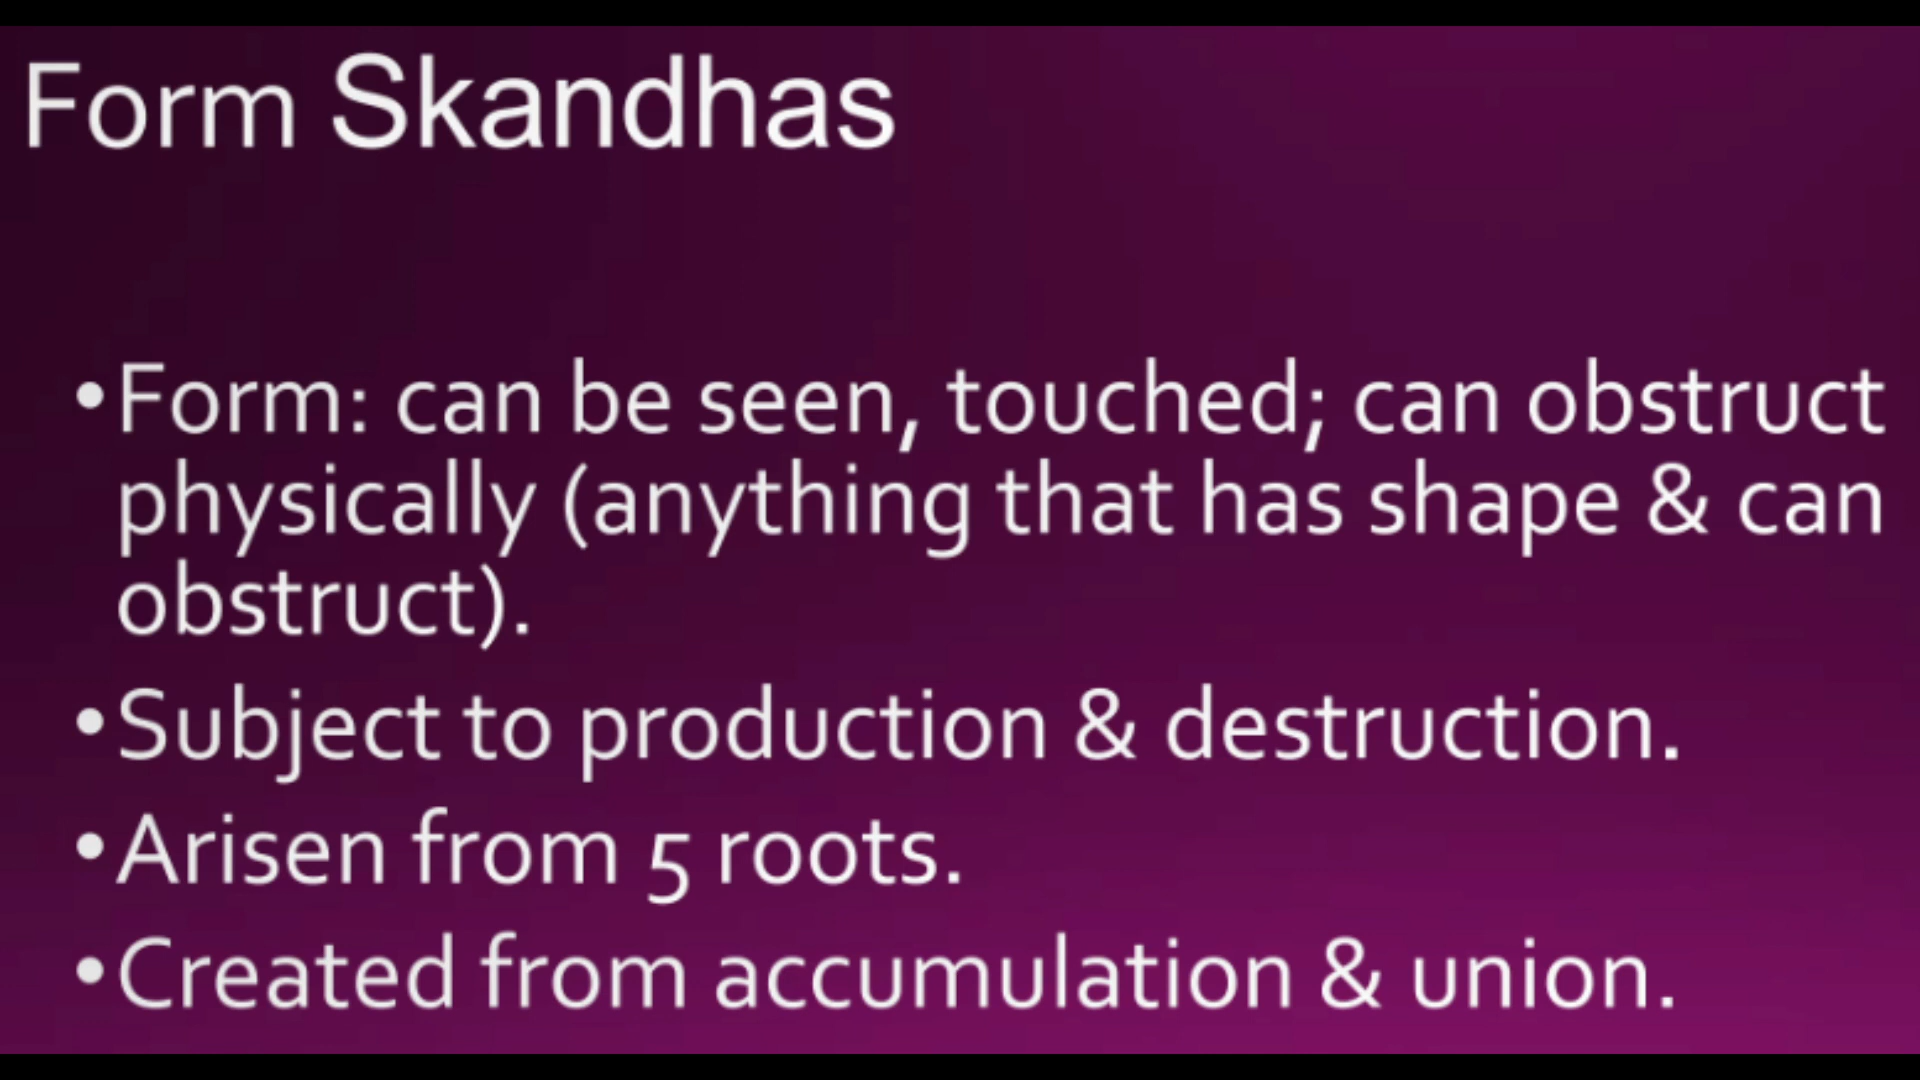 Form Skandhas
•Form: can be seen, touched; can obstruct
physically (anything that has shape & can
obstruct).
•Subject to production & destruction.
•Arisen from 5 roots.
•Created from accumulation & union.